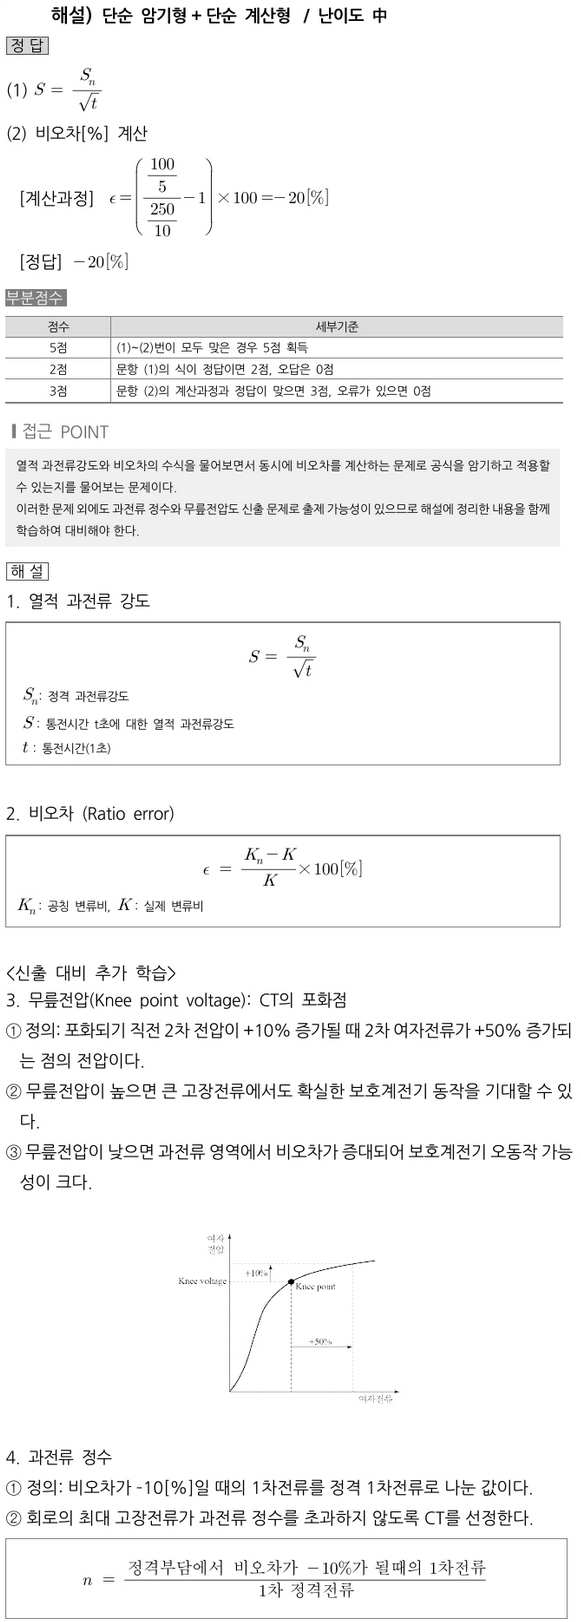 해설) 단순 암기형 + 단순 계산형 / 난이도 中
정 답
(1) S = Sₙ / √t
(2) 비오차[%] 계산
[계산과정] ϵ = ( (100/5) / (250/10) − 1 ) × 100 = −20[%]
[정답] −20[%]
부분점수
점수 세부기준
5점 (1)~(2)번이 모두 맞은 경우 5점 획득
2점 문항 (1)의 식이 정답이면 2점, 오답은 0점
3점 문항 (2)의 계산과정과 정답이 맞으면 3점, 오류가 있으면 0점
접근 POINT
열적 과전류강도와 비오차의 수식을 물어보면서 동시에 비오차를 계산하는 문제로 공식을 암기하고 적용할
수 있는지를 물어보는 문제이다.
이러한 문제 외에도 과전류 정수와 무릎전압도 신출 문제로 출제 가능성이 있으므로 해설에 정리한 내용을 함께
학습하여 대비해야 한다.
해 설
1. 열적 과전류 강도
S = Sₙ / √t
Sₙ: 정격 과전류강도
S : 통전시간 t초에 대한 열적 과전류강도
t : 통전시간(1초)
2. 비오차 (Ratio error)
ϵ = (Kₙ − K) / K × 100[%]
Kₙ : 공칭 변류비, K : 실제 변류비
<신출 대비 추가 학습>
3. 무릎전압(Knee point voltage): CT의 포화점
① 정의: 포화되기 직전 2차 전압이 +10% 증가될 때 2차 여자전류가 +50% 증가되
는 점의 전압이다.
② 무릎전압이 높으면 큰 고장전류에서도 확실한 보호계전기 동작을 기대할 수 있
다.
③ 무릎전압이 낮으면 과전류 영역에서 비오차가 증대되어 보호계전기 오동작 가능
성이 크다.
여자
전압
+10%
Knee voltage
Knee point
+50%
여자전류
4. 과전류 정수
① 정의: 비오차가 -10[%]일 때의 1차전류를 정격 1차전류로 나눈 값이다.
② 회로의 최대 고장전류가 과전류 정수를 초과하지 않도록 CT를 선정한다.
n = 정격부담에서 비오차가 −10%가 될때의 1차전류 / 1차 정격전류